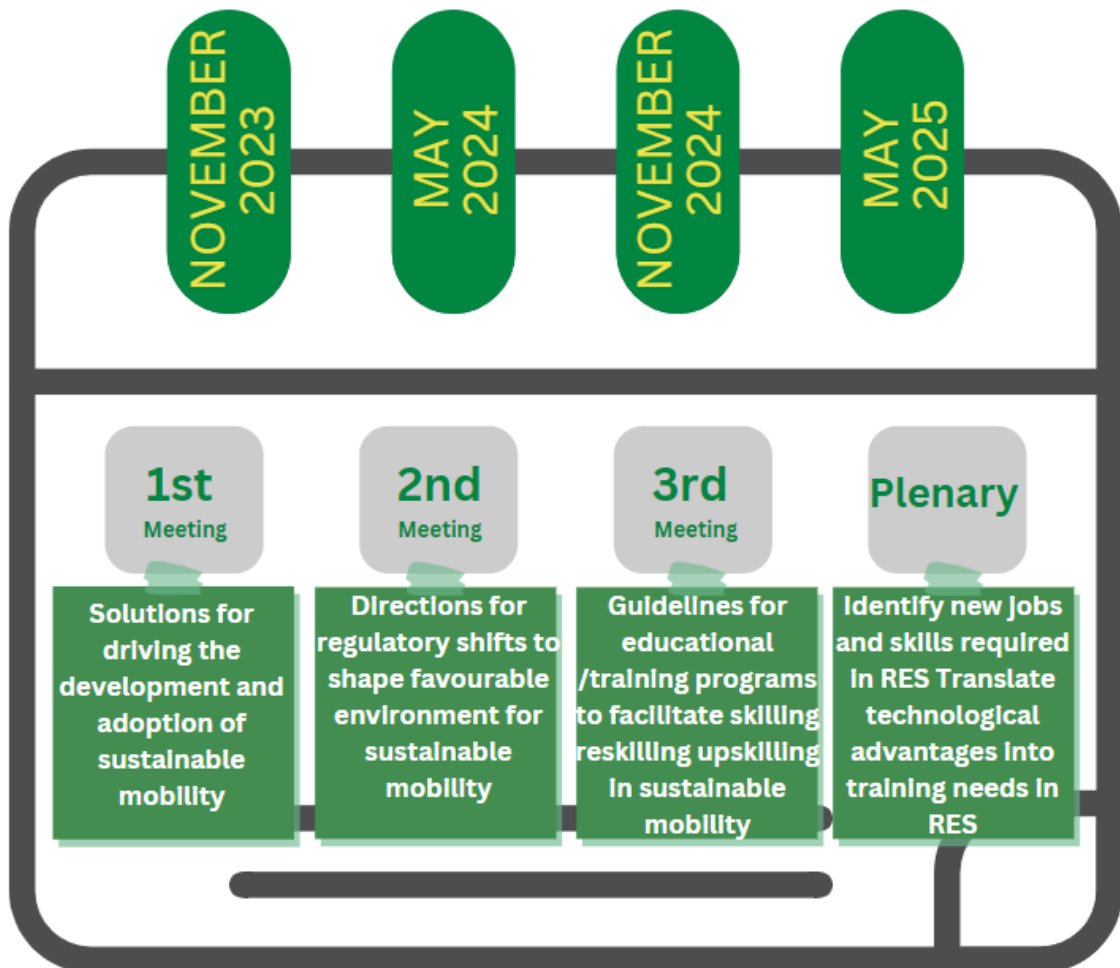 NOVEMBER
2023
MAY
2024
NOVEMBER
2024
MAY
2025
1st
Meeting
2nd
Meeting
3rd
Meeting
Plenary
Solutions for
driving the
development and
adoption of
sustainable
mobility
Directions for
regulatory shifts to
shape favourable
environment for
sustainable
mobility
Guidelines for
educational
/training programs
to facilitate skilling
reskilling upskilling
in sustainable
mobility
Identify new jobs
and skills required
in RES Translate
technological
advantages into
training needs in
RES